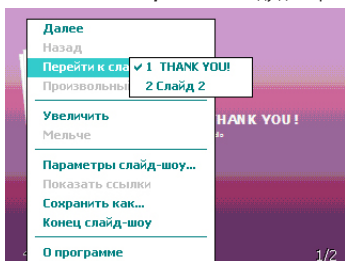 Далее
Назад
Перейти к сла
✓ 1 THANK YOU!
2 Слайд 2
Произвольны
Увеличить
HANK YOU!
Мельче
Параметры слайд-шоу...
Показать ссылки
Сохранить как...
Конец слайд-шоу
О программе
1/2